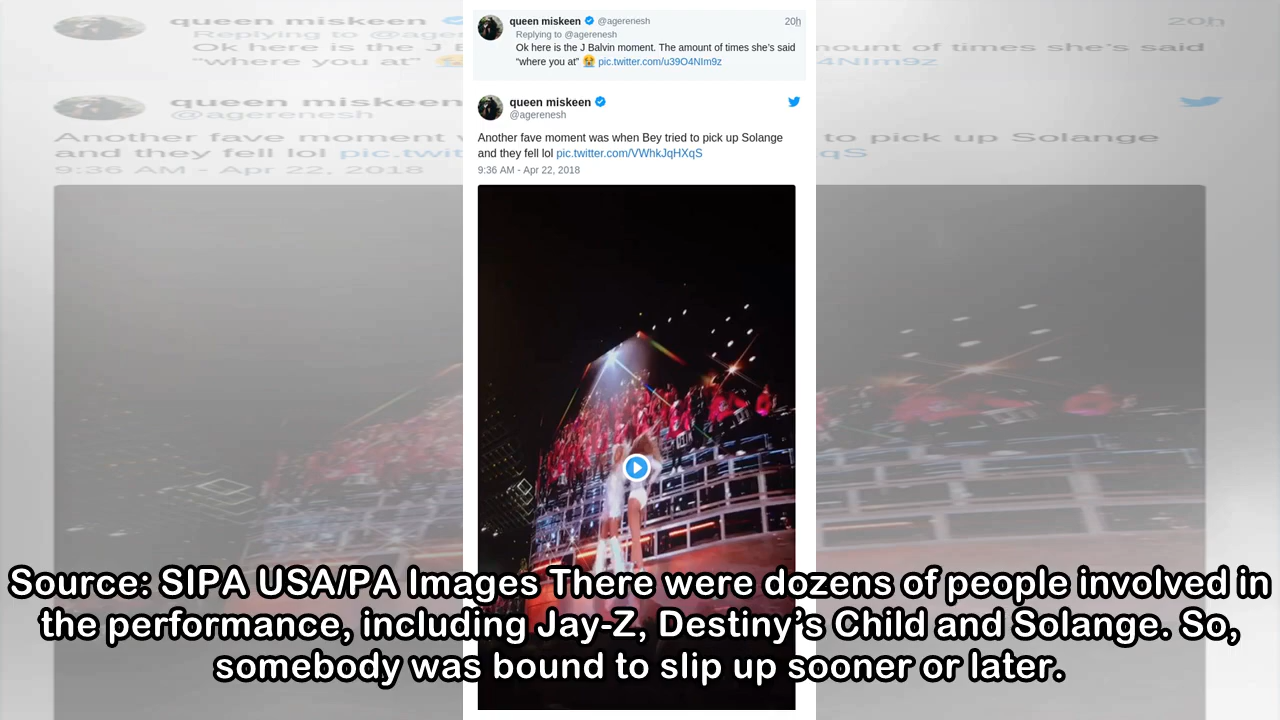 queen miskeen @agerenesh 20h
Replying to @agerenesh
Ok here is the J Balvin moment. The amount of times she's said
“where you at” 😭 pic.twitter.com/u39O4NIm9z
queen miskeen
@agerenesh
Another fave moment was when Bey tried to pick up Solange
and they fell lol pic.twitter.com/VWhkJqHXqS
9:36 AM - Apr 22, 2018
Source: SIPA USA/PA Images There were dozens of people involved in
the performance, including Jay-Z, Destiny's Child and Solange. So,
somebody was bound to slip up sooner or later.